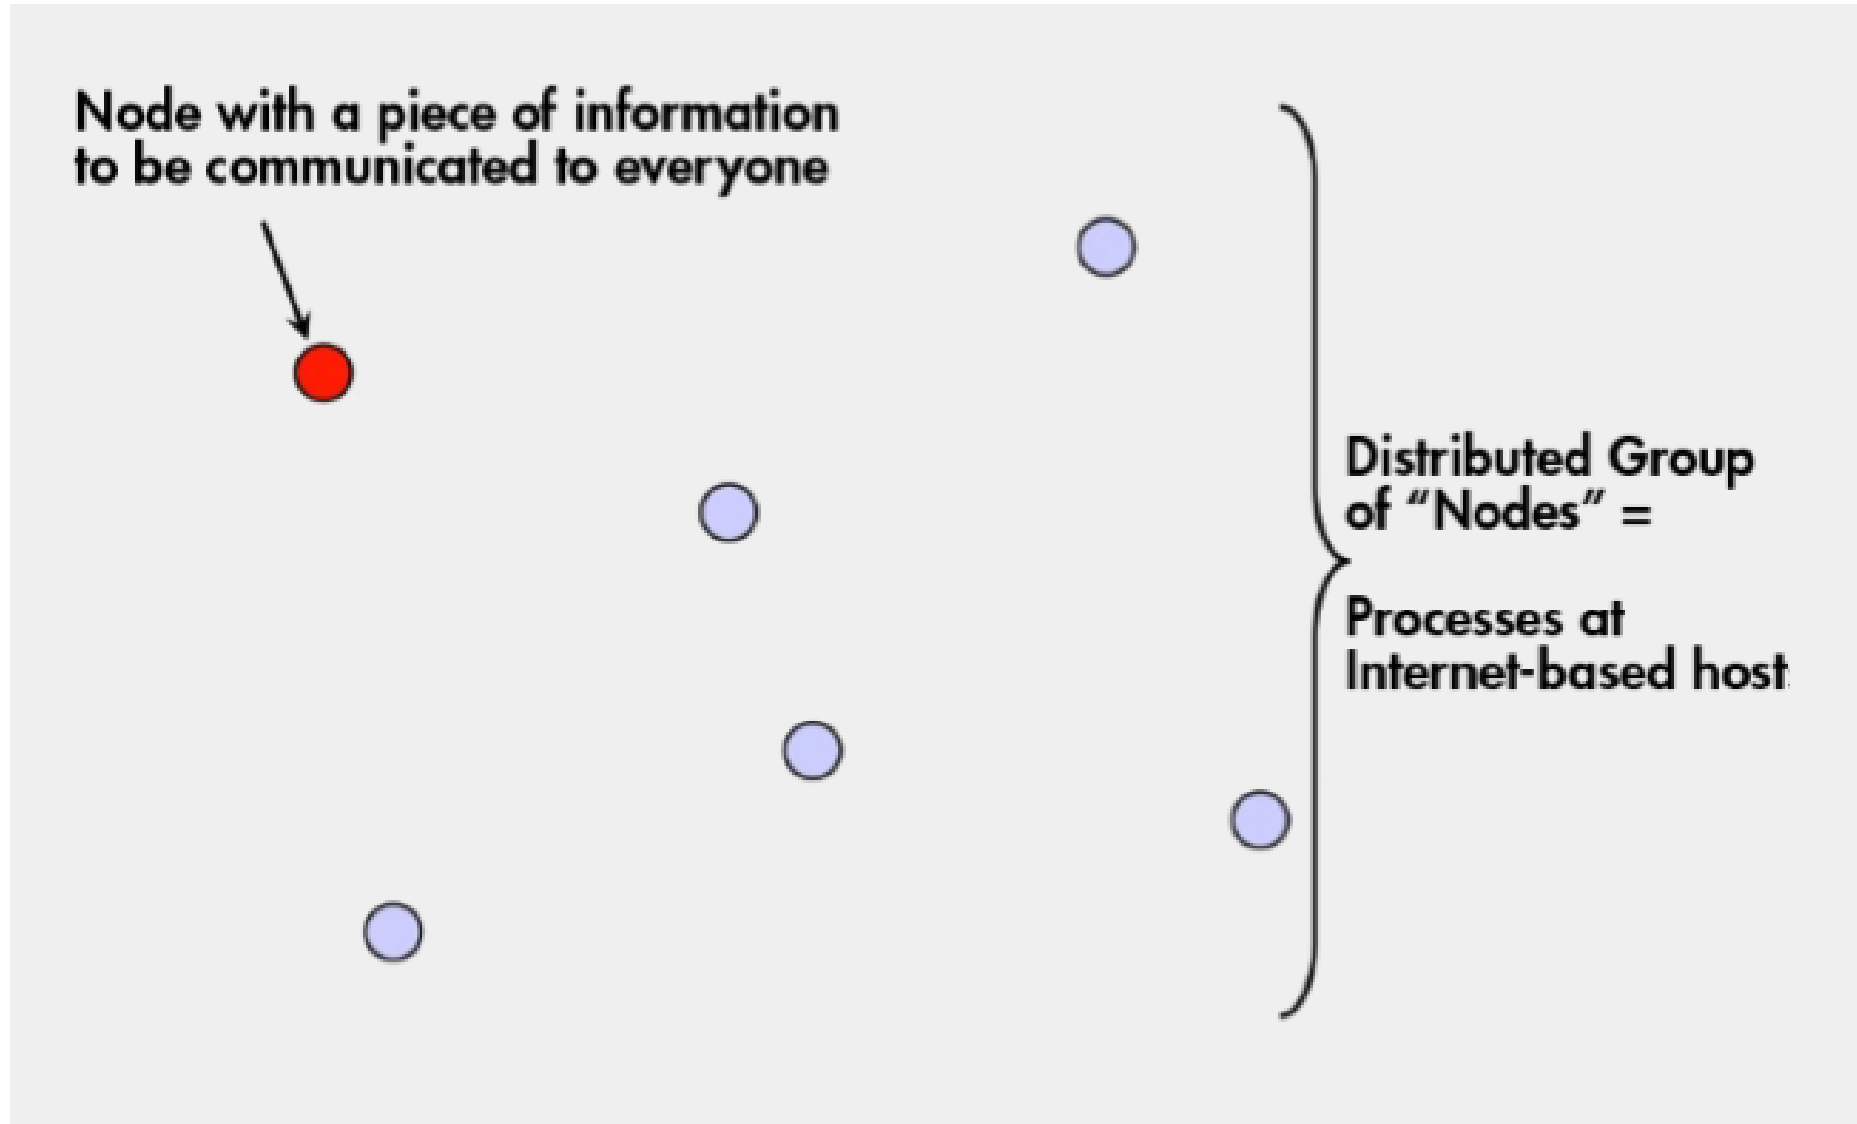 Node with a piece of information
to be communicated to everyone
Distributed Group
of “Nodes” =
Processes at
Internet-based host